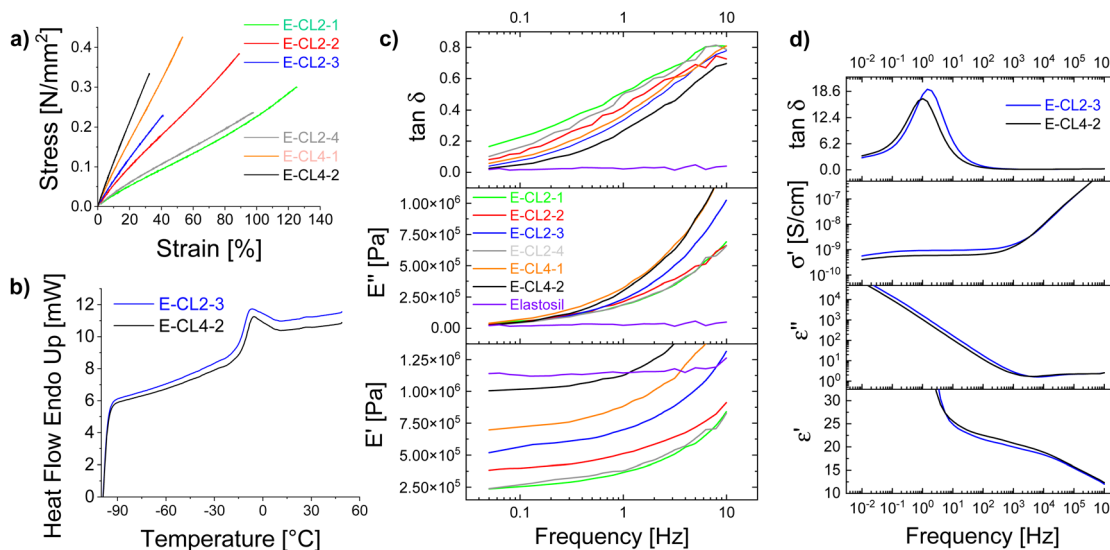 a)
Stress [N/mm²]
0.4
0.3
0.2
0.1
0.0
0 20 40 60 80 100 120 140
Strain [%]
E-CL2-1
E-CL2-2
E-CL2-3
E-CL2-4
E-CL4-1
E-CL4-2
b)
Heat Flow Endo Up [mW]
12
10
8
6
4
2
0
-90 -60 -30 0 30
Temperature [°C]
E-CL2-3
E-CL4-2
c)
0.1 1 10
tan δ
0.8
0.6
0.4
0.2
0.0
E'' [Pa]
1.00×10⁶
7.50×10⁵
5.00×10⁵
2.50×10⁵
0.00
E-CL2-1
E-CL2-2
E-CL2-3
E-CL2-4
E-CL4-1
E-CL4-2
Elastosil
E' [Pa]
1.25×10⁶
1.00×10⁶
7.50×10⁵
5.00×10⁵
2.50×10⁵
0.1 1 10
Frequency [Hz]
d)
10⁻² 10⁻¹ 10⁰ 10¹ 10² 10³ 10⁴ 10⁵
tan δ
18.6
12.4
6.2
0.0
E-CL2-3
E-CL4-2
σ' [S/cm]
10⁻⁷
10⁻⁸
10⁻⁹
10⁻¹⁰
ε''
10⁴
10³
10²
10¹
10⁰
ε'
30
25
20
15
10
10⁻² 10⁻¹ 10⁰ 10¹ 10² 10³ 10⁴ 10⁵
Frequency [Hz]